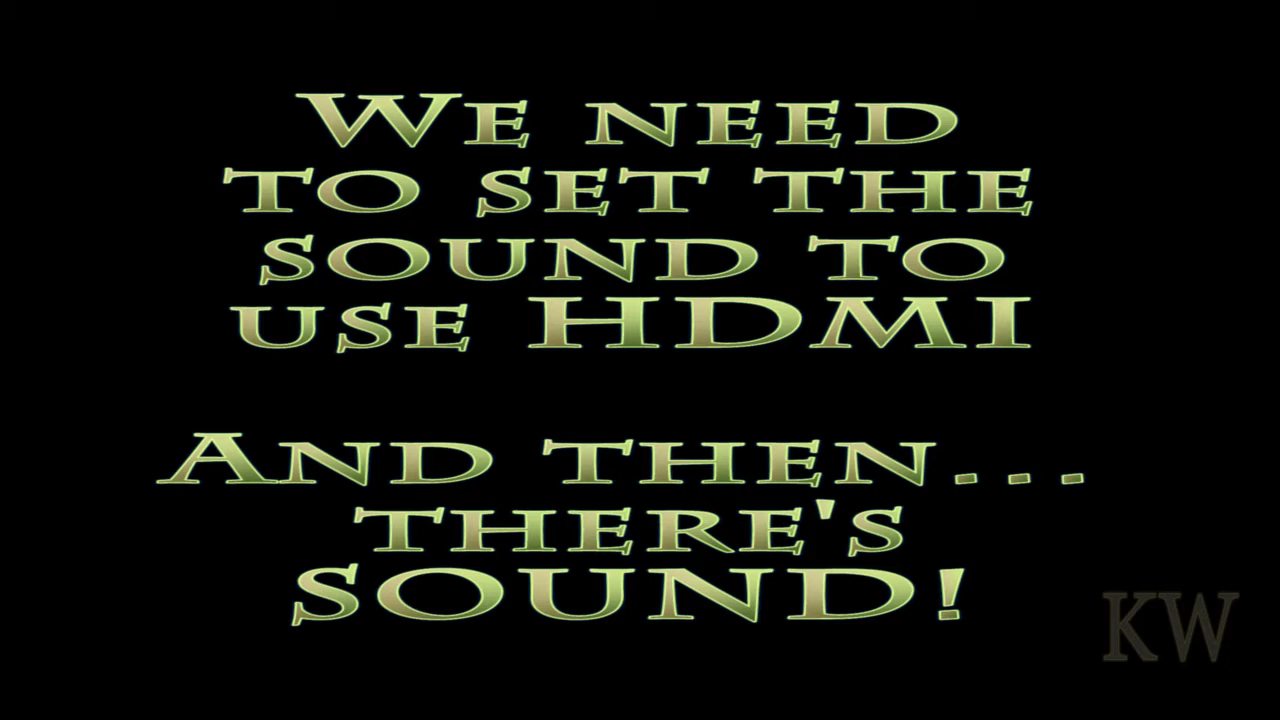 We need
to set the
sound to
use HDMI
And then...
there's
SOUND!
KW